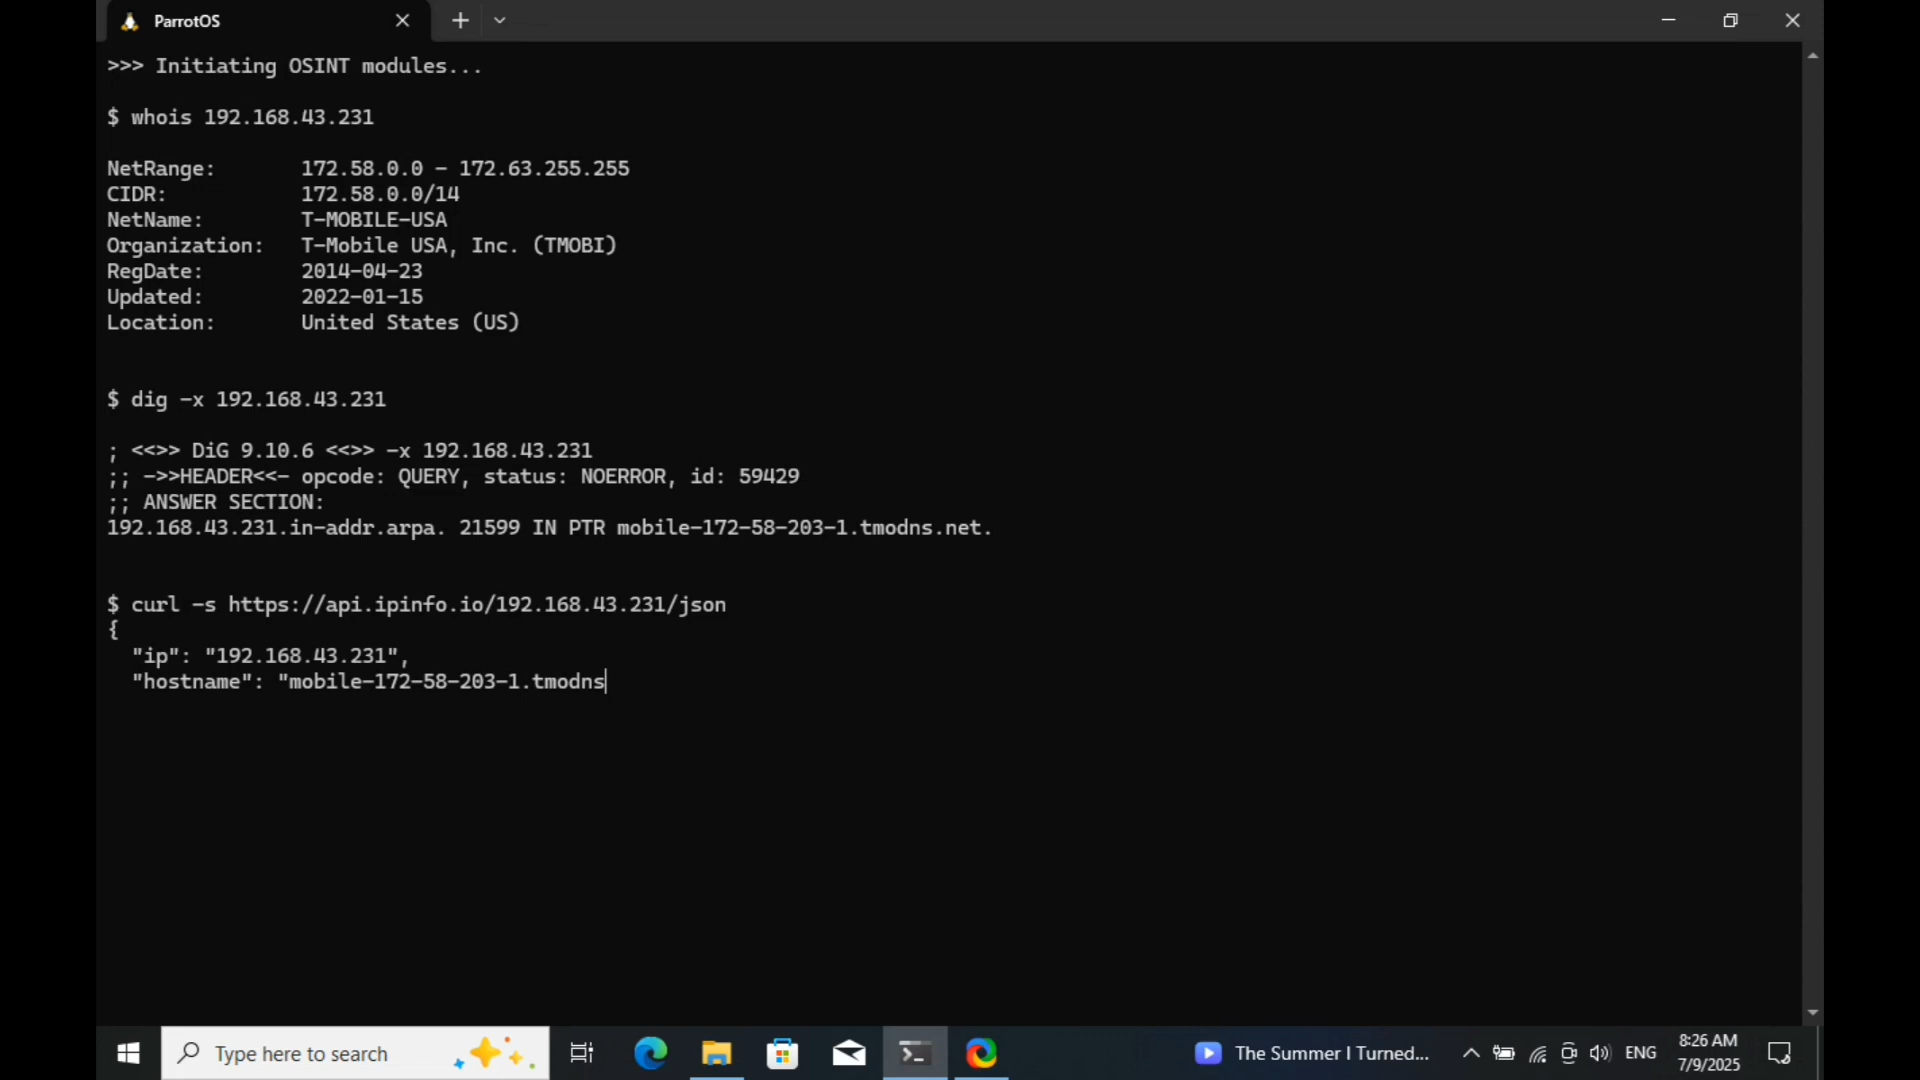 ParrotOS
>>> Initiating OSINT modules...
$ whois 192.168.43.231
NetRange: 172.58.0.0 - 172.63.255.255
CIDR: 172.58.0.0/14
NetName: T-MOBILE-USA
Organization: T-Mobile USA, Inc. (TMOBI)
RegDate: 2014-04-23
Updated: 2022-01-15
Location: United States (US)
$ dig -x 192.168.43.231
; <<>> DiG 9.10.6 <<>> -x 192.168.43.231
;; ->>HEADER<<- opcode: QUERY, status: NOERROR, id: 59429
;; ANSWER SECTION:
192.168.43.231.in-addr.arpa. 21599 IN PTR mobile-172-58-203-1.tmodns.net.
$ curl -s https://api.ipinfo.io/192.168.43.231/json
{
"ip": "192.168.43.231",
"hostname": "mobile-172-58-203-1.tmodns
Type here to search
The Summer I Turned...
ENG
8:26 AM
7/9/2025